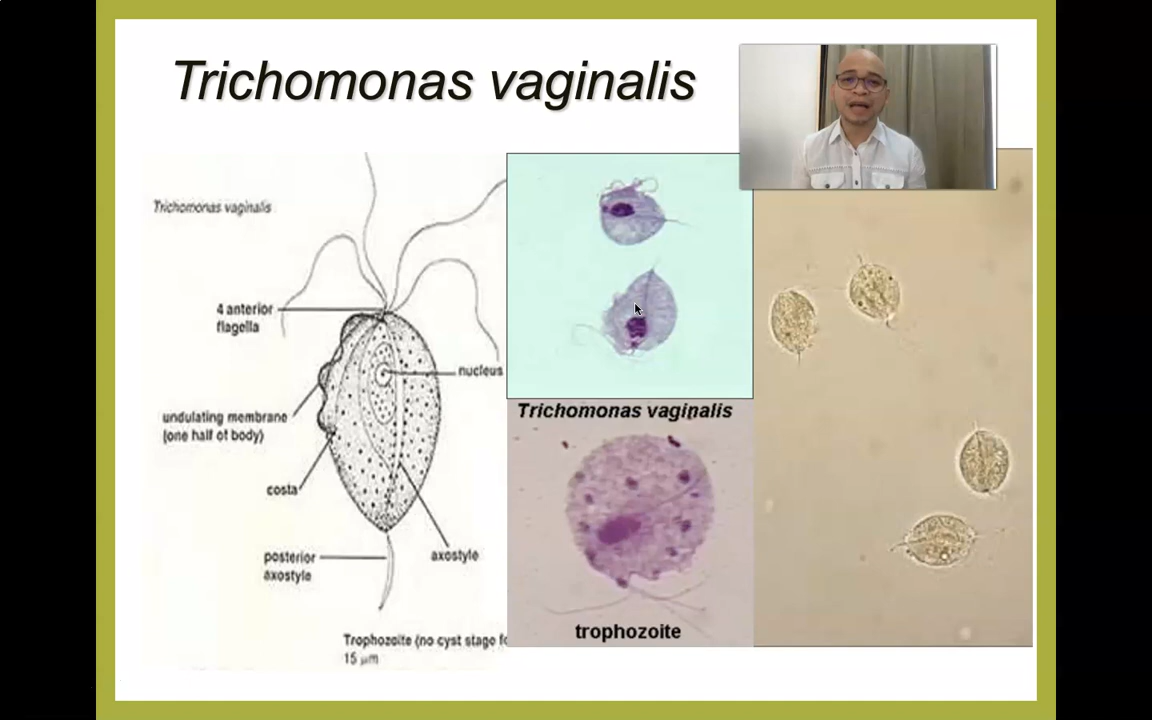 Trichomonas vaginalis
Trichomonas vaginalis
4 anterior
flagella
nucleus
undulating membrane
(one half of body)
costa
posterior
axostyle
axostyle
Trophozoite (no cyst stage fo
15 µm
Trichomonas vaginalis
trophozoite